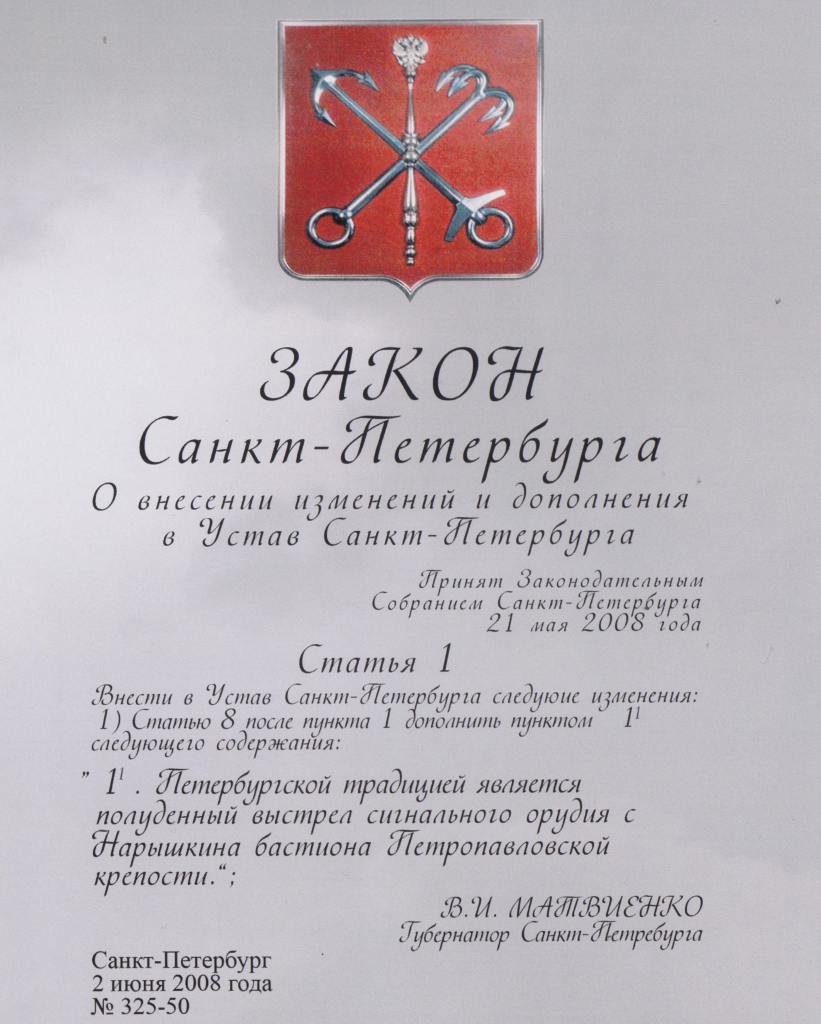 ЗАКОН
Санкт-Петербурга
О внесении изменений и дополнения
в Устав Санкт-Петербурга
Принят Законодательным
Собранием Санкт-Петербурга
21 мая 2008 года
Статья 1
Внести в Устав Санкт-Петербурга следуюие изменения:
1) Статью 8 после пункта 1 дополнить пунктом 1¹
следующего содержания:
" 1¹ . Петербургской традицией является
полуденный выстрел сигнального орудия с
Нарышкина бастиона Петропавловской
крепости.“;
В.И. МАТВИЕНКО
Губернатор Санкт-Петребурга
Санкт-Петербург
2 июня 2008 года
№ 325-50